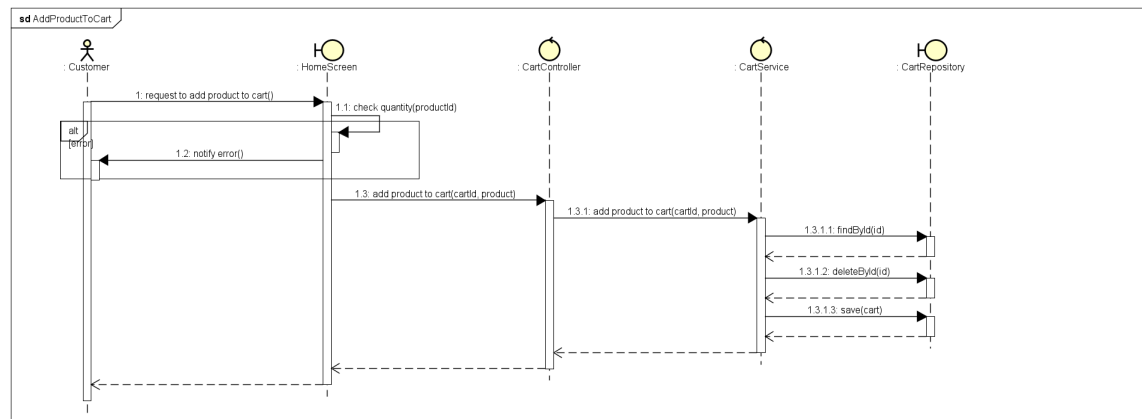 sd AddProductToCart
: Customer
: HomeScreen
: CartController
: CartService
: CartRepository
1: request to add product to cart()
1.1: check quantity(productId)
alt
[error]
1.2: notify error()
1.3: add product to cart(cartId, product)
1.3.1: add product to cart(cartId, product)
1.3.1.1: findById(id)
1.3.1.2: deleteById(id)
1.3.1.3: save(cart)